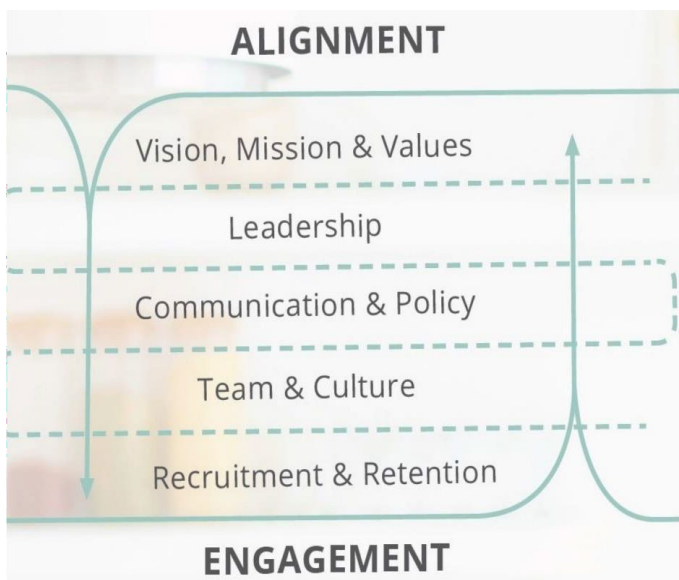 ALIGNMENT
Vision, Mission & Values
Leadership
Communication & Policy
Team & Culture
Recruitment & Retention
ENGAGEMENT